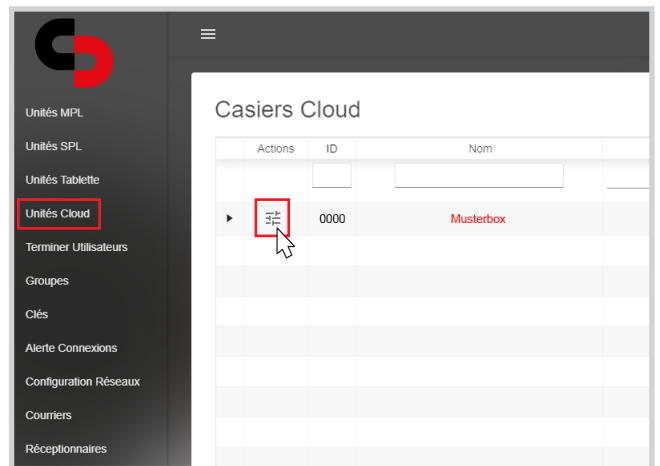 Unités MPL
Unités SPL
Unités Tablette
Unités Cloud
Terminer Utilisateurs
Groupes
Clés
Alerte Connexions
Configuration Réseaux
Courriers
Réceptionnaires
Casiers Cloud
Actions ID Nom
0000 Musterbox